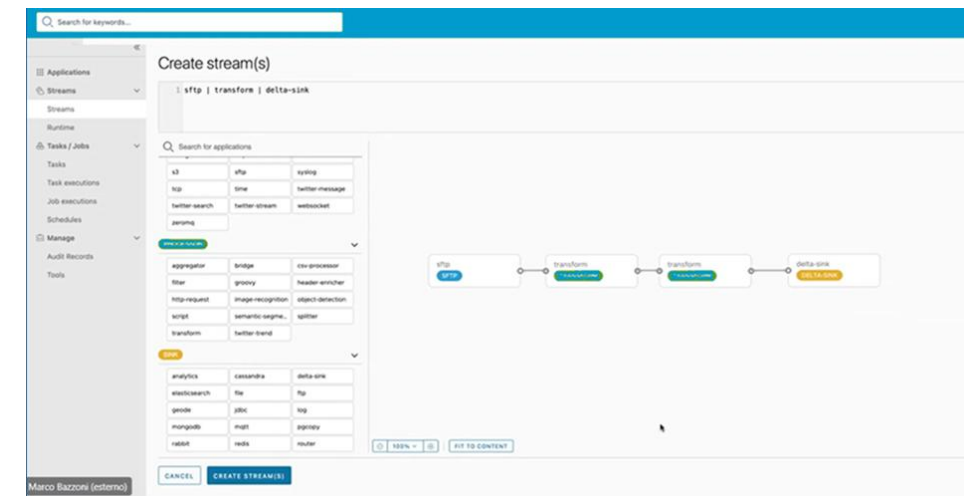 Search for keywords...
«
Applications
Streams
Streams
Runtime
Tasks / Jobs
Tasks
Task executions
Job executions
Schedules
Manage
Audit Records
Tools
Create stream(s)
1 sftp | transform | delta-sink
Search for applications
s3 sftp syslog
tcp time twitter-message
twitter-search twitter-stream websocket
zeromq
PROCESSOR
aggregator bridge csv-processor
filter groovy header-enricher
http-request image-recognition object-detection
script semantic-segme... splitter
transform twitter-trend
SINK
analytics cassandra delta-sink
elasticsearch file ftp
geode jdbc log
mongodb mqtt pgcopy
rabbit redis router
sftp
SFTP
transform
transform
delta-sink
DELTA-SINK
100%
FIT TO CONTENT
CANCEL
CREATE STREAM(S)
Marco Bazzoni (esterno)